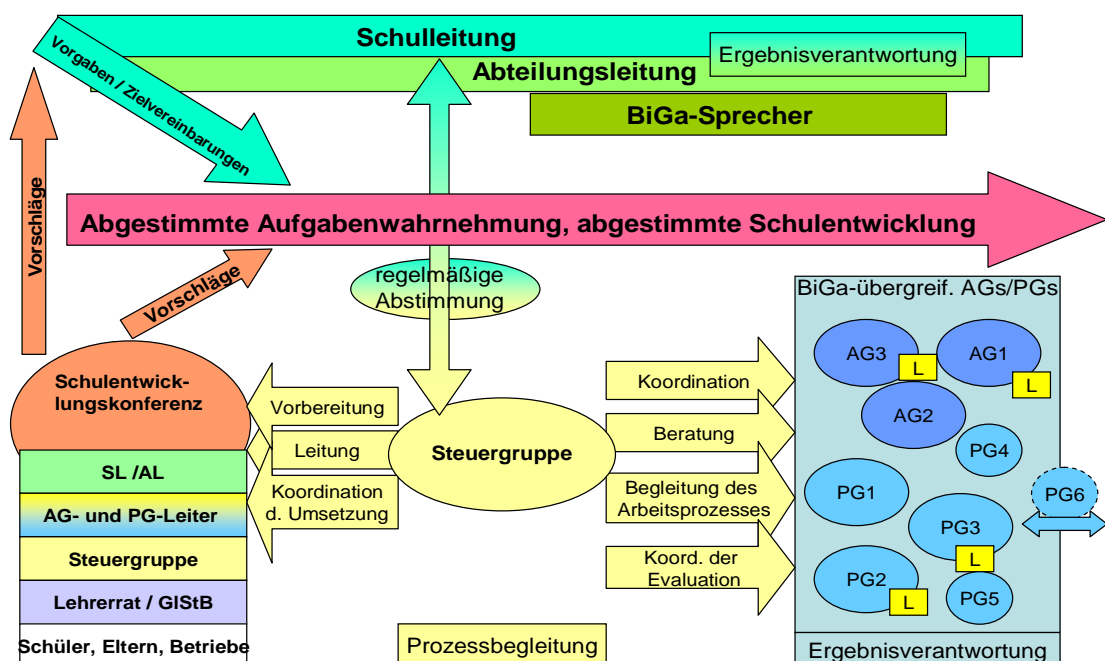 Schulleitung
Ergebnisverantwortung
Abteilungsleitung
BiGa-Sprecher
Vorgaben / Zielvereinbarungen
Vorschläge
Abgestimmte Aufgabenwahrnehmung, abgestimmte Schulentwicklung
Vorschläge
regelmäßige
Abstimmung
Schulentwick-
lungskonferenz
SL /AL
AG- und PG-Leiter
Steuergruppe
Lehrerrat / GlStB
Schüler, Eltern, Betriebe
Vorbereitung
Leitung
Koordination
d. Umsetzung
Steuergruppe
Prozessbegleitung
Koordination
Beratung
Begleitung des
Arbeitsprozesses
Koord. der
Evaluation
BiGa-übergreif. AGs/PGs
AG3
AG1
L
L
AG2
PG4
PG1
PG6
PG3
L
PG2
L
PG5
Ergebnisverantwortung